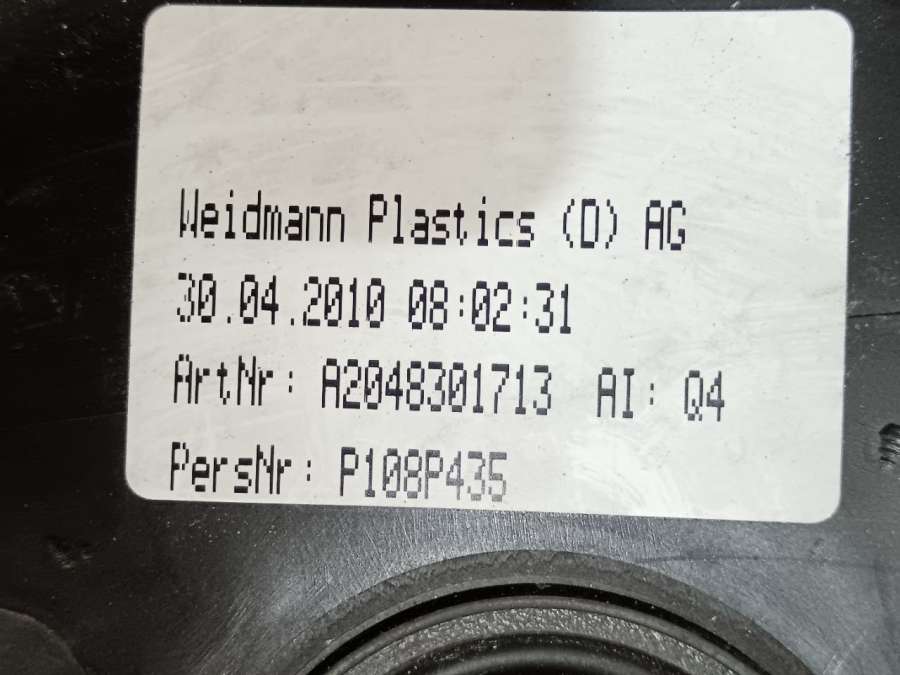 Weidmann Plastics (D) AG
30.04.2010 08:02:31
ArtNr: A2048301713 AI: Q4
PersNr: P108P435